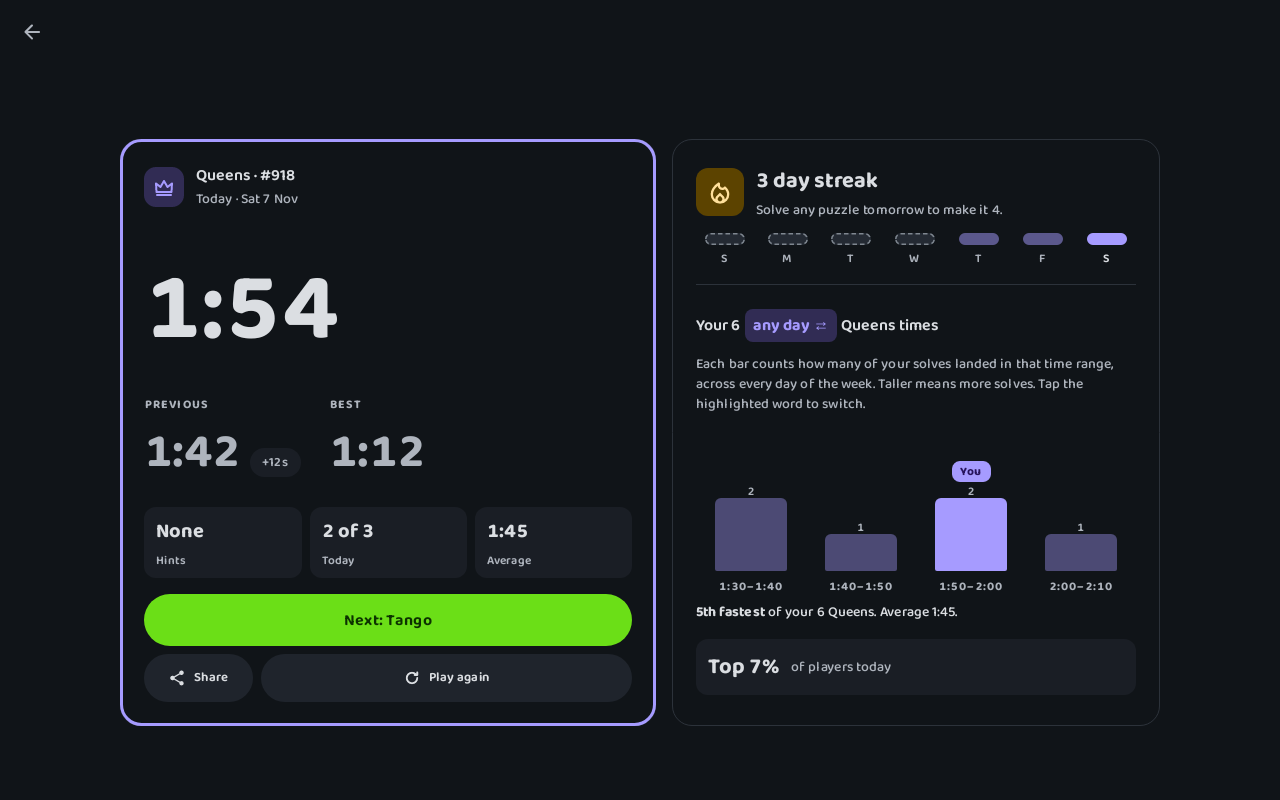 Queens · #918
Today · Sat 7 Nov
1:54
PREVIOUS
BEST
1:42
+12s
1:12
None
Hints
2 of 3
Today
1:45
Average
Next: Tango
Share
Play again
3 day streak
Solve any puzzle tomorrow to make it 4.
S M T W T F S
Your 6 any day Queens times
Each bar counts how many of your solves landed in that time range,
across every day of the week. Taller means more solves. Tap the
highlighted word to switch.
You
2 1 2 1
1:30–1:40 1:40–1:50 1:50–2:00 2:00–2:10
5th fastest of your 6 Queens. Average 1:45.
Top 7% of players today